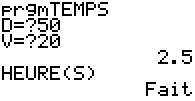 prgmTEMPS
D=?50
V=?20
2.5
HEURE(S)
Fait